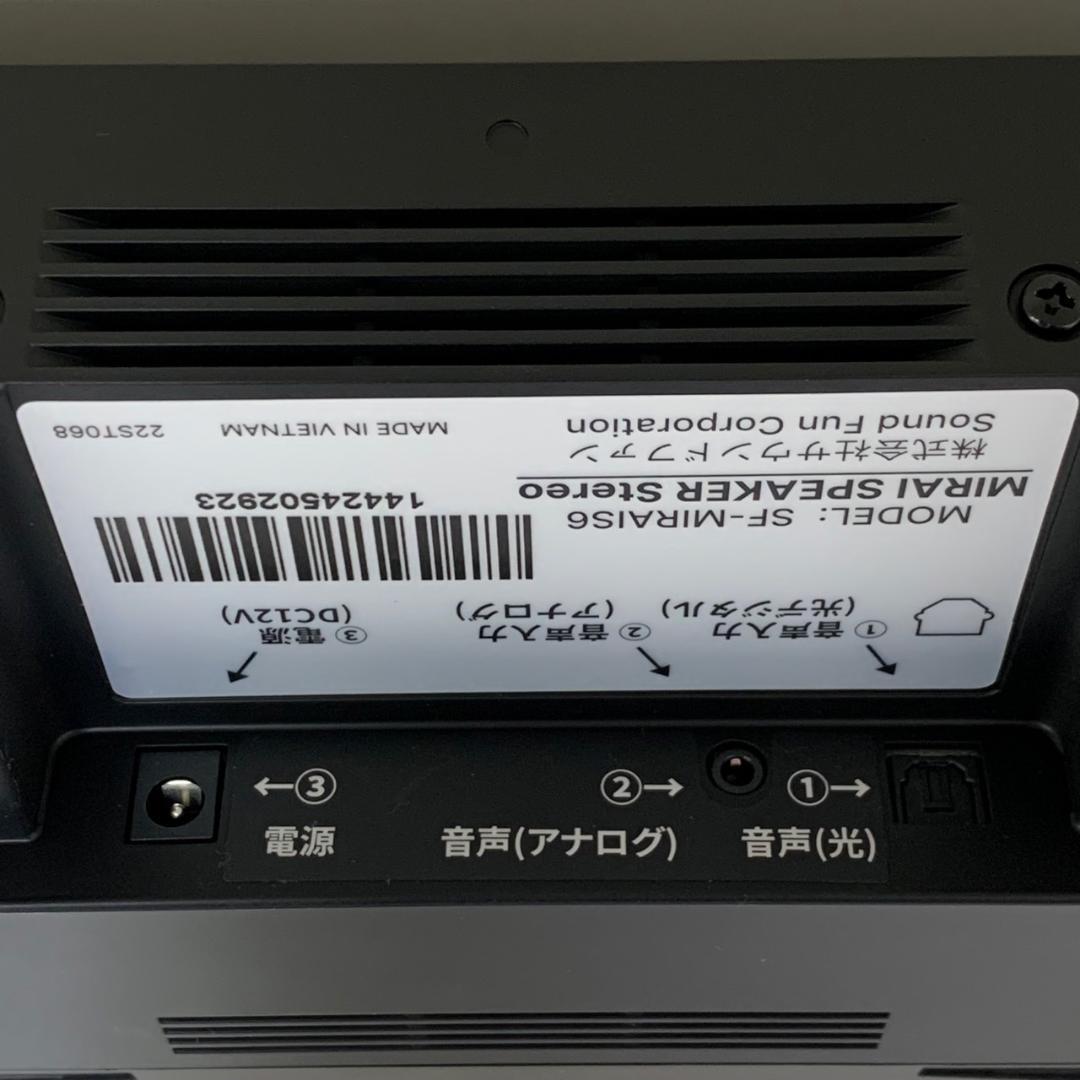 ① 音声入力
(光デジタル)
② 音声入力
(アナログ)
③ 電源
(DC12V)
MODEL: SF-MIRAIS6
MIRAI SPEAKER Stereo
株式会社サウンドファン
Sound Fun Corporation
14424502923
MADE IN VIETNAM
22ST068
←③
電源
②→
音声(アナログ)
①→
音声(光)